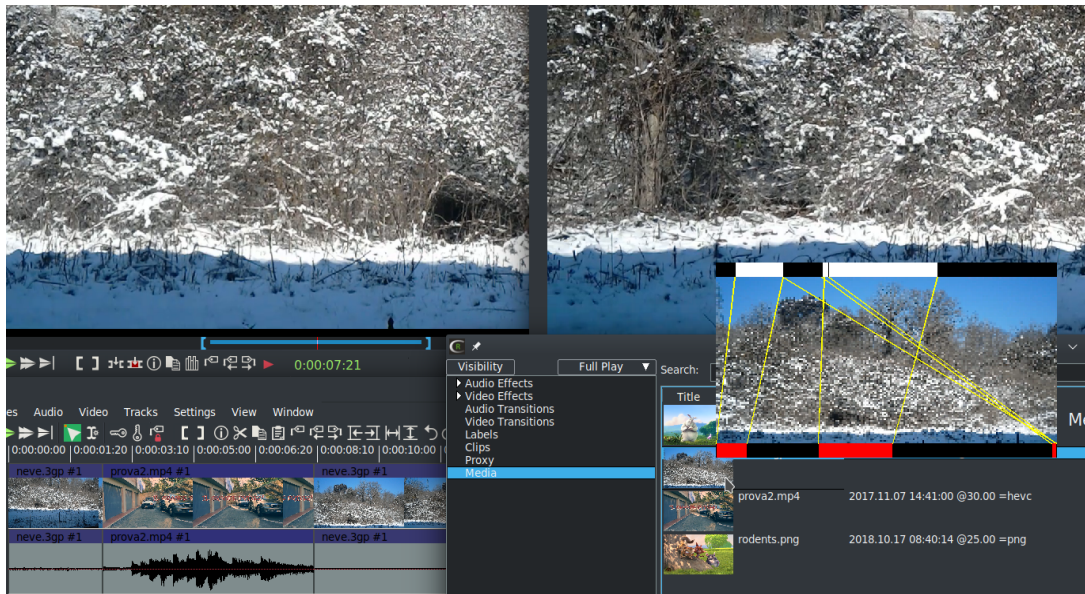 0:00:07:21
es Audio Video Tracks Settings View Window
0:00:00:00 0:00:01:20 0:00:03:10 0:00:05:00 0:00:06:20 0:00:08:10 0:00:10:00
neve.3gp #1 prova2.mp4 #1 neve.3gp #1
neve.3gp #1 prova2.mp4 #1 neve.3gp #1
Visibility Full Play
Audio Effects
Video Effects
Audio Transitions
Video Transitions
Labels
Clips
Proxy
Media
Search:
Title
prova2.mp4 2017.11.07 14:41:00 @30.00 =hevc
rodents.png 2018.10.17 08:40:14 @25.00 =png